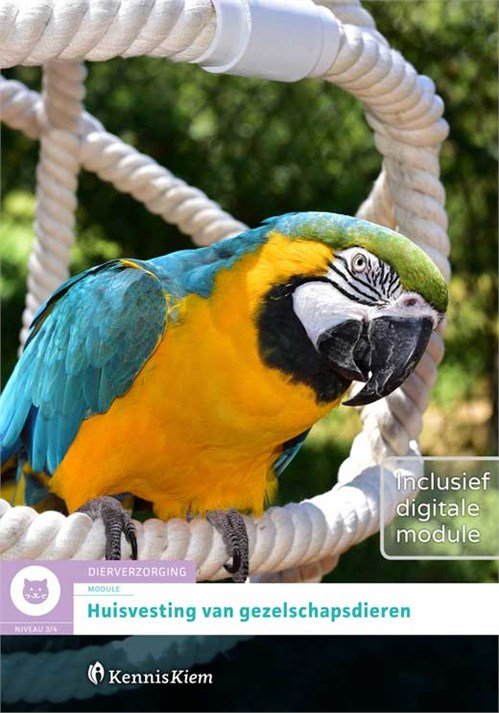 Inclusief
digitale
module
DIERVERZORGING
MODULE
Huisvesting van gezelschapsdieren
NIVEAU 3/4
KennisKiem